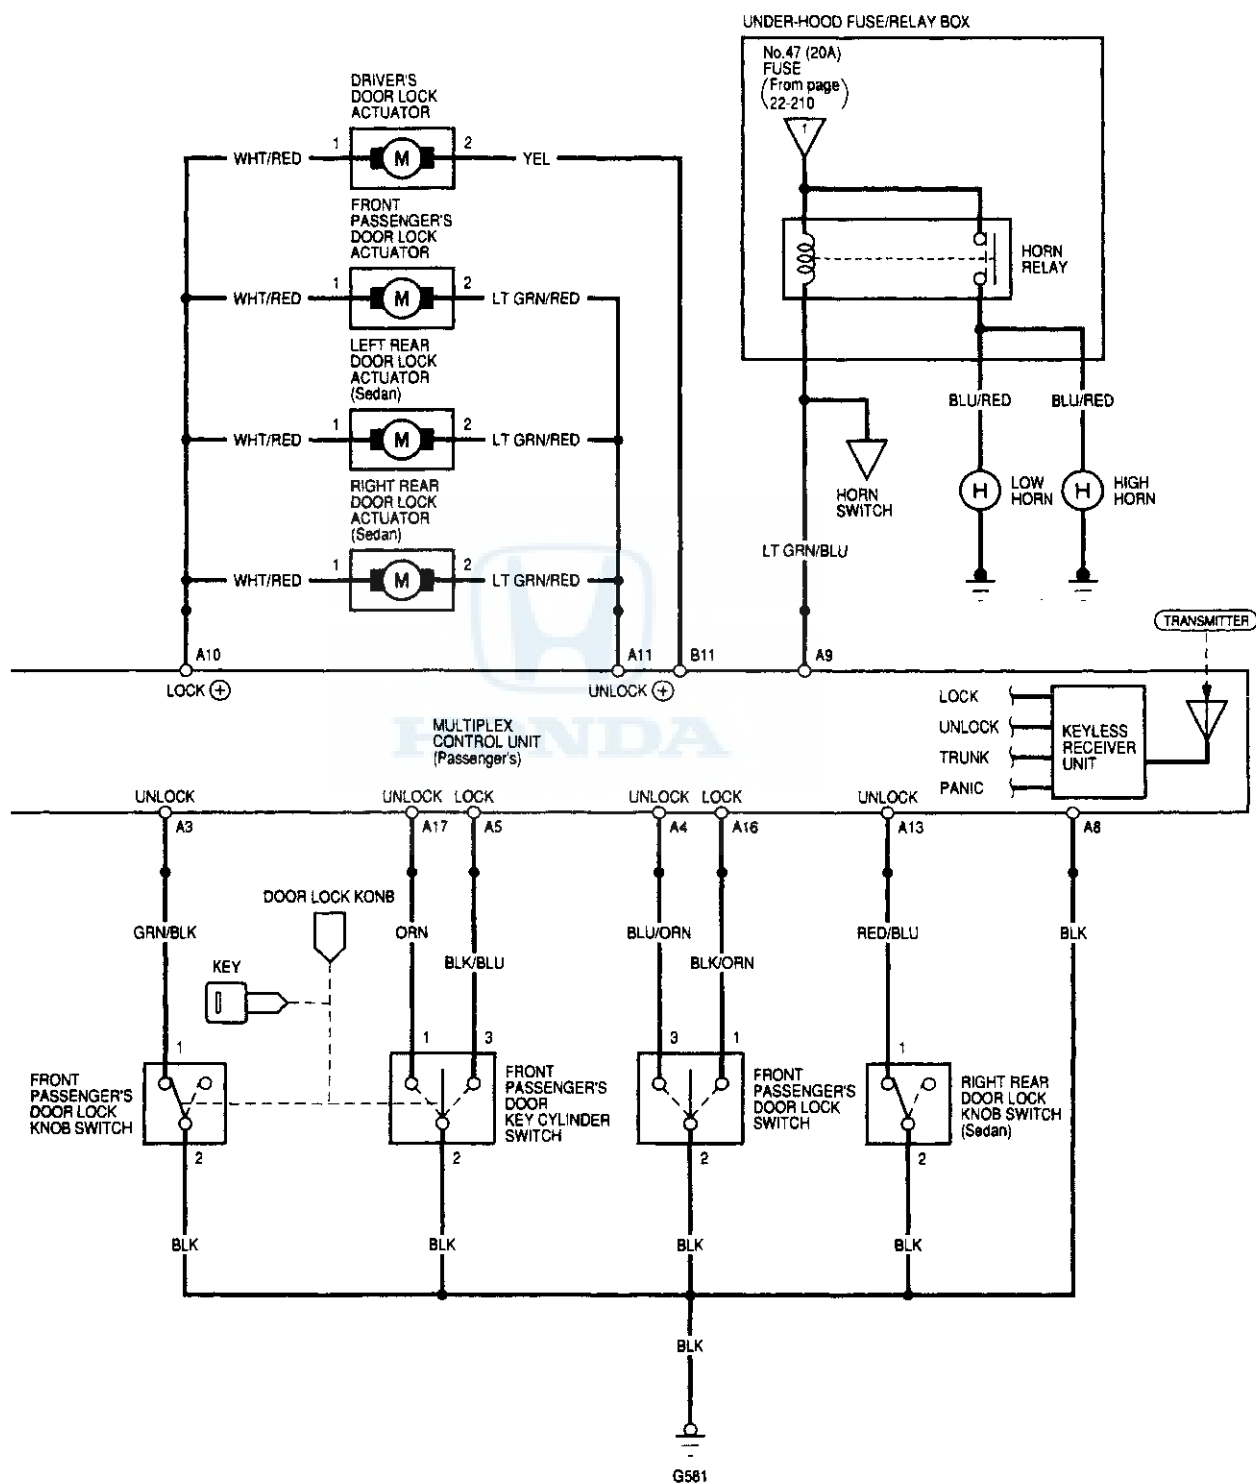 UNDER-HOOD FUSE/RELAY BOX
No.47 (20A)
FUSE
(From page)
22-210
1
HORN
RELAY
BLU/RED
BLU/RED
H
LOW
HORN
H
HIGH
HORN
HORN
SWITCH
LT GRN/BLU
DRIVER'S
DOOR LOCK
ACTUATOR
WHT/RED
1
M
2
YEL
FRONT
PASSENGER'S
DOOR LOCK
ACTUATOR
WHT/RED
1
M
2
LT GRN/RED
LEFT REAR
DOOR LOCK
ACTUATOR
(Sedan)
WHT/RED
1
M
2
LT GRN/RED
RIGHT REAR
DOOR LOCK
ACTUATOR
(Sedan)
WHT/RED
1
M
2
LT GRN/RED
TRANSMITTER
A10
A11
B11
A9
LOCK +
UNLOCK +
HONDA
MULTIPLEX
CONTROL UNIT
(Passenger's)
LOCK
UNLOCK
TRUNK
PANIC
KEYLESS
RECEIVER
UNIT
UNLOCK
UNLOCK
LOCK
UNLOCK
LOCK
UNLOCK
A3
A17
A5
A4
A16
A13
A8
DOOR LOCK KONB
KEY
GRN/BLK
ORN
BLK/BLU
BLU/ORN
BLK/ORN
RED/BLU
BLK
1
2
FRONT
PASSENGER'S
DOOR LOCK
KNOB SWITCH
1
3
2
FRONT
PASSENGER'S
DOOR
KEY CYLINDER
SWITCH
3
1
2
FRONT
PASSENGER'S
DOOR LOCK
SWITCH
1
2
RIGHT REAR
DOOR LOCK
KNOB SWITCH
(Sedan)
BLK
BLK
BLK
BLK
BLK
G581